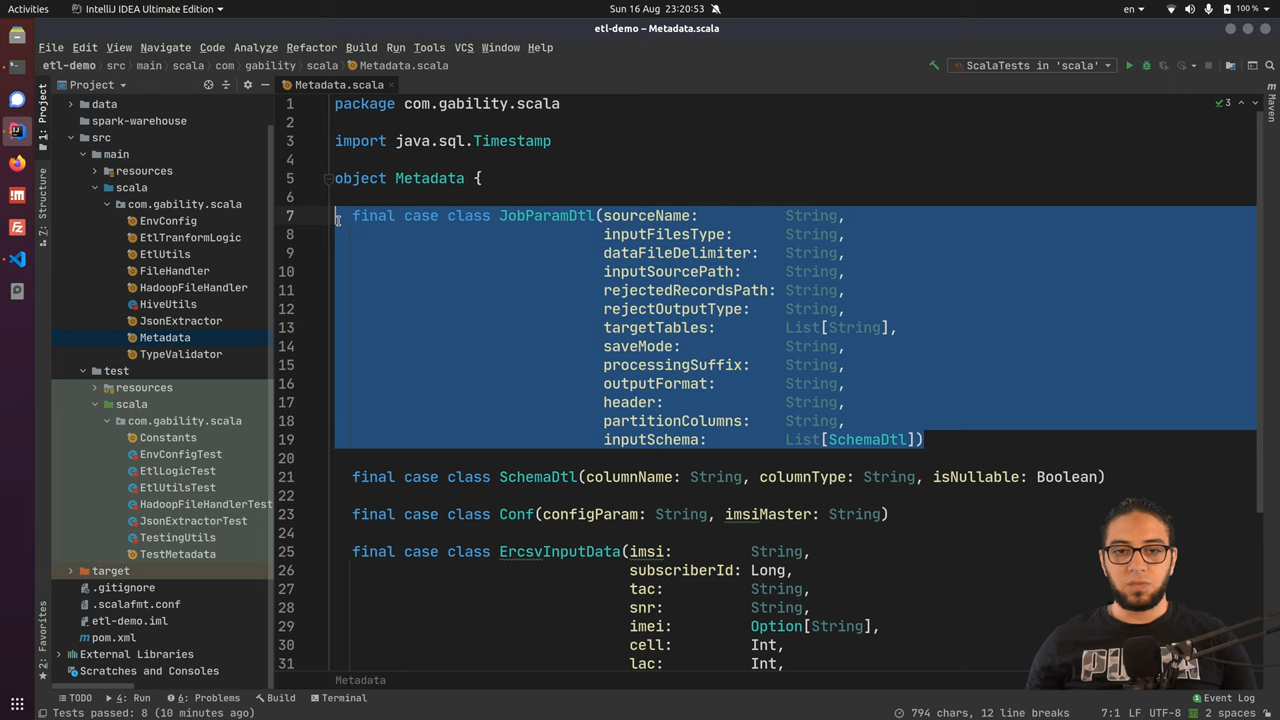 Activities
IntelliJ IDEA Ultimate Edition
Sun 16 Aug 23:20:53
en
100 %
etl-demo – Metadata.scala
File Edit View Navigate Code Analyze Refactor Build Run Tools VCS Window Help
etl-demo src main scala com gability scala Metadata.scala
ScalaTests in 'scala'
1: Project
7: Structure
2: Favorites
Maven
Project
data
spark-warehouse
src
main
resources
scala
com.gability.scala
EnvConfig
EtlTranformLogic
EtlUtils
FileHandler
HadoopFileHandler
HiveUtils
JsonExtractor
Metadata
TypeValidator
test
resources
scala
com.gability.scala
Constants
EnvConfigTest
EtlLogicTest
EtlUtilsTest
HadoopFileHandlerTest
JsonExtractorTest
TestingUtils
TestMetadata
target
.gitignore
.scalafmt.conf
etl-demo.iml
pom.xml
External Libraries
Scratches and Consoles
Metadata.scala
3
1 package com.gability.scala
2
3 import java.sql.Timestamp
4
5 object Metadata {
6
7 final case class JobParamDtl(sourceName: String,
8 inputFilesType: String,
9 dataFileDelimiter: String,
10 inputSourcePath: String,
11 rejectedRecordsPath: String,
12 rejectOutputType: String,
13 targetTables: List[String],
14 saveMode: String,
15 processingSuffix: String,
16 outputFormat: String,
17 header: String,
18 partitionColumns: String,
19 inputSchema: List[SchemaDtl])
20
21 final case class SchemaDtl(columnName: String, columnType: String, isNullable: Boolean)
22
23 final case class Conf(configParam: String, imsiMaster: String)
24
25 final case class ErcsvInputData(imsi: String,
26 subscriberId: Long,
27 tac: String,
28 snr: String,
29 imei: Option[String],
30 cell: Int,
31 lac: Int,
Metadata
TODO 4: Run 6: Problems Build Terminal Event Log
Tests passed: 8 (10 minutes ago) 794 chars, 12 line breaks 7:1 LF UTF-8 2 spaces